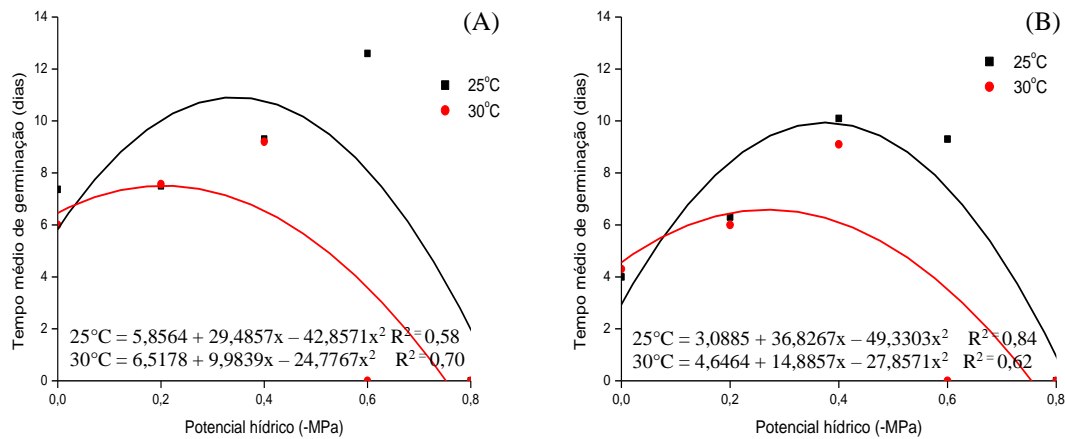 (A)
14
12
10
8
6
4
2
0
Tempo médio de germinação (dias)
25°C
30°C
25°C = 5,8564 + 29,4857x – 42,8571x² R² = 0,58
30°C = 6,5178 + 9,9839x – 24,7767x² R² = 0,70
0,0 0,2 0,4 0,6 0,8
Potencial hídrico (-MPa)
(B)
14
12
10
8
6
4
2
0
Tempo médio de germinação (dias)
25°C
30°C
25°C = 3,0885 + 36,8267x – 49,3303x² R² = 0,84
30°C = 4,6464 + 14,8857x – 27,8571x² R² = 0,62
0,0 0,2 0,4 0,6 0,8
Potencial hídrico (-MPa)